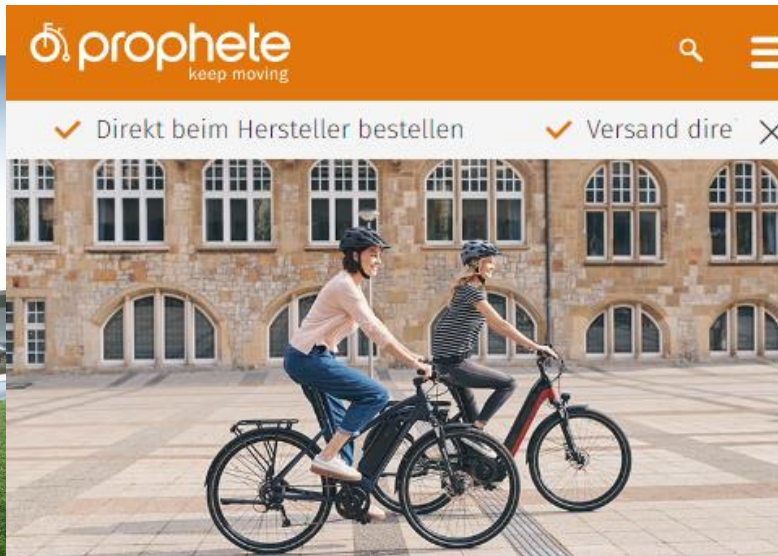 prophete
keep moving
Direkt beim Hersteller bestellen
Versand dire